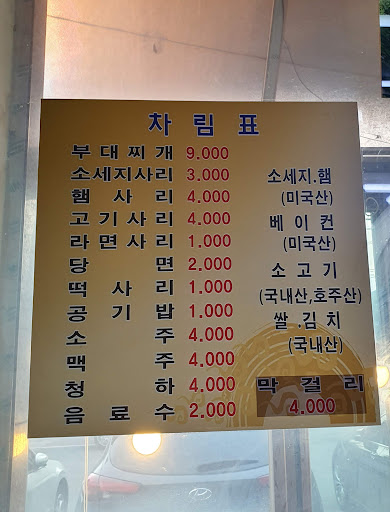 차림표
부대찌개 9.000
소세지사리 3.000
햄사리 4.000
고기사리 4.000
라면사리 1.000
당면 2.000
떡사리 1.000
공기밥 1.000
소주 4.000
맥주 4.000
청하 4.000
음료수 2.000
소세지.햄
(미국산)
베이컨
(미국산)
소고기
(국내산,호주산)
쌀.김치
(국내산)
막걸리
4.000